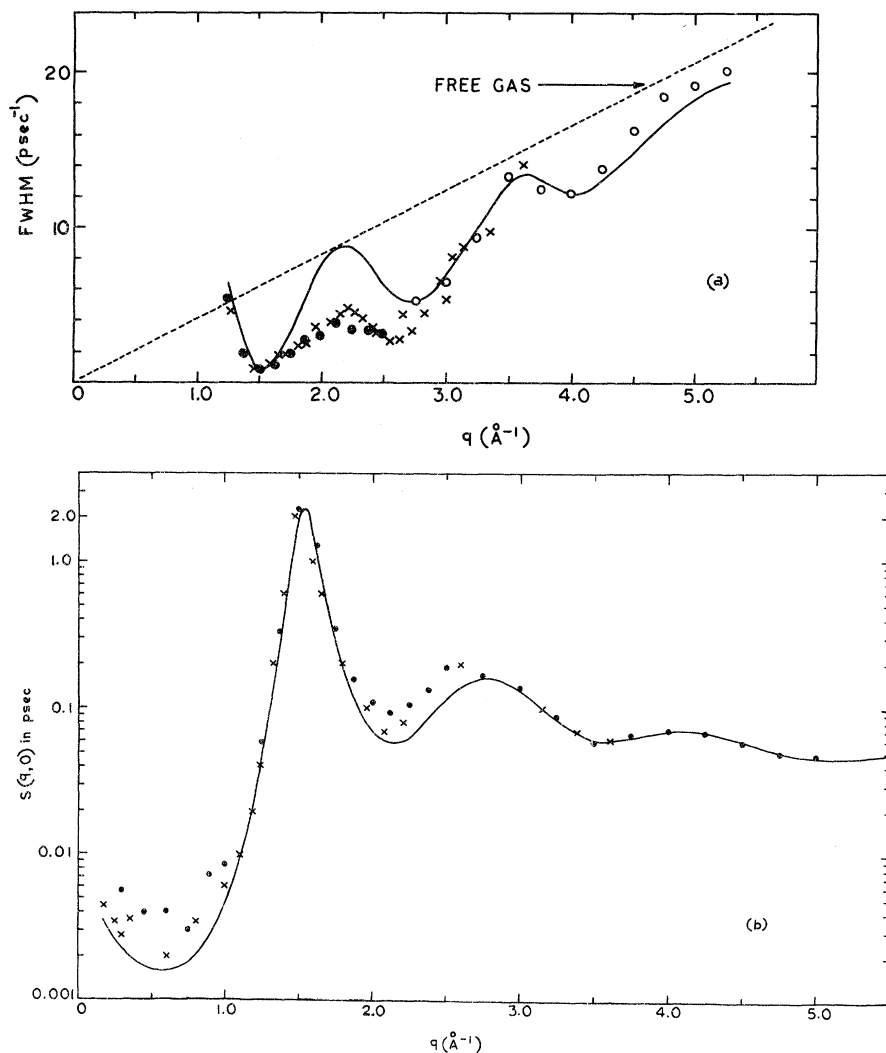 20
10
FWHM (psec⁻¹)
FREE GAS
(a)
0 1.0 2.0 3.0 4.0 5.0
q (Å⁻¹)
2.0
1.0
0.1
0.01
0.001
S(q,0) in psec
(b)
0 1.0 2.0 3.0 4.0 5.0
q(Å⁻¹)